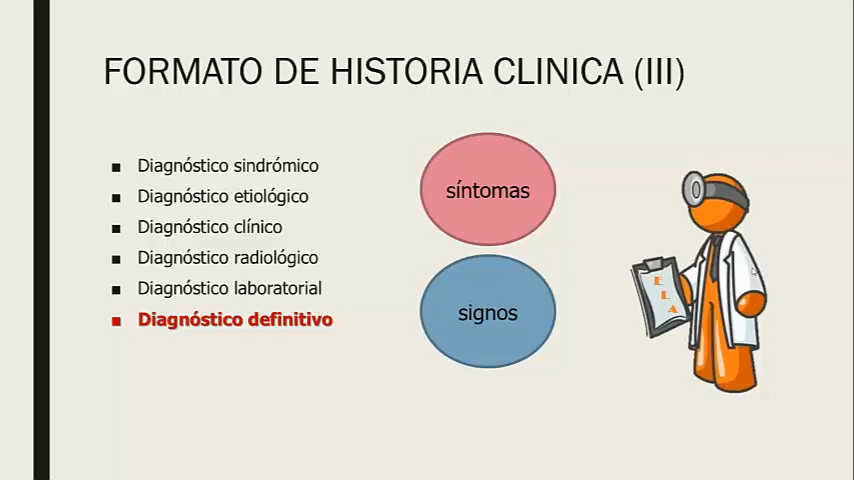 FORMATO DE HISTORIA CLINICA (III)
Diagnóstico sindrómico
Diagnóstico etiológico
Diagnóstico clínico
Diagnóstico radiológico
Diagnóstico laboratorial
Diagnóstico definitivo
síntomas
signos
E
L
A